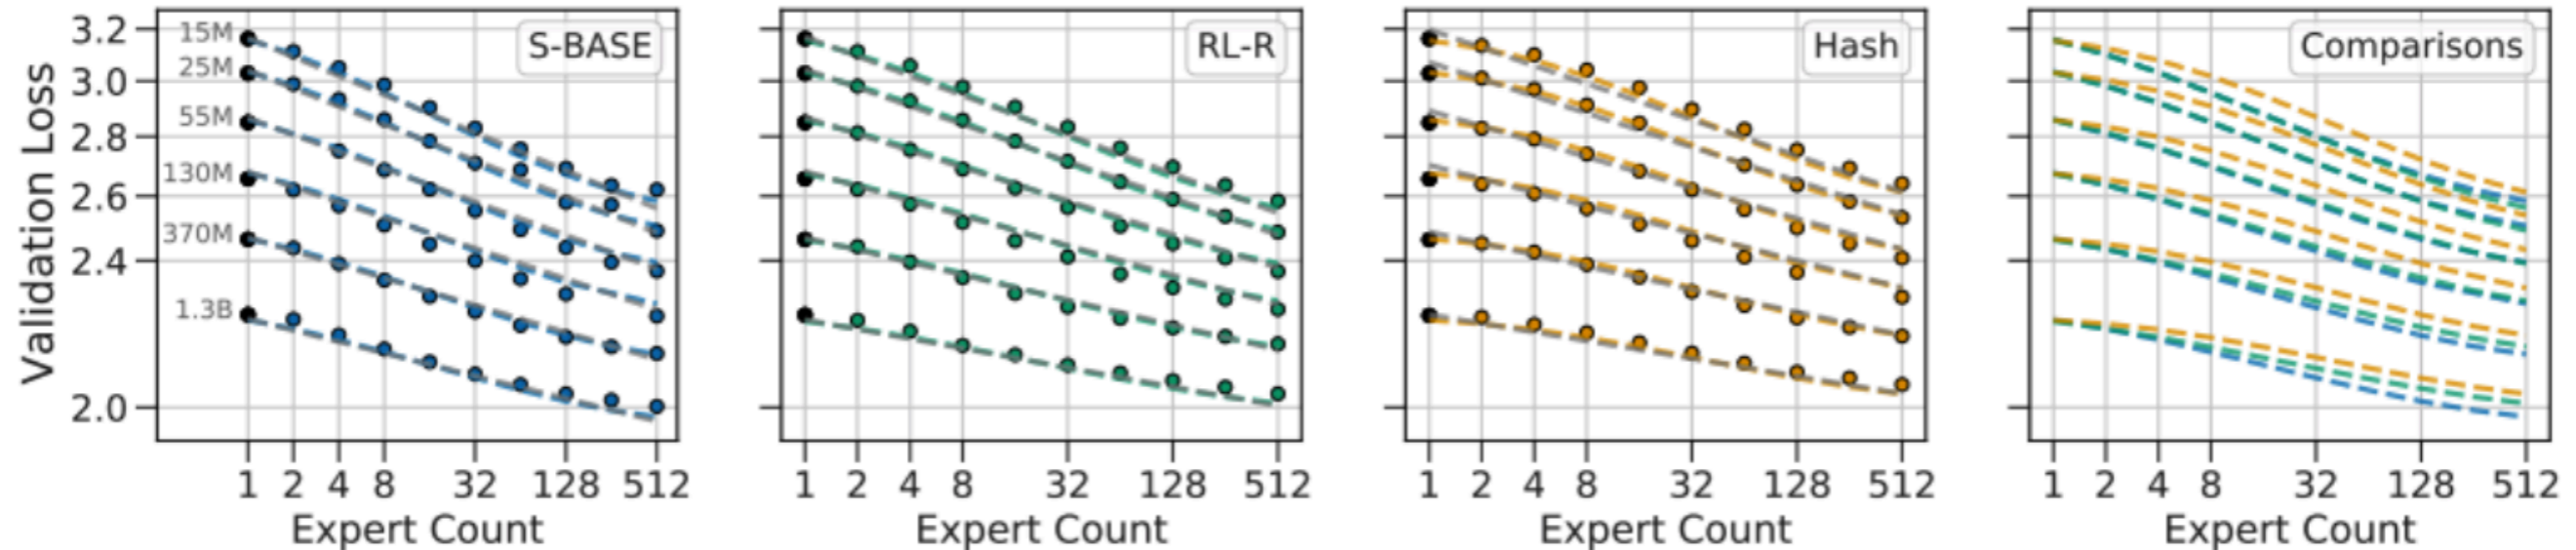 Validation Loss
3.2
3.0
2.8
2.6
2.4
2.0
15M
25M
55M
130M
370M
1.3B
S-BASE
1 2 4 8 32 128 512
Expert Count
RL-R
1 2 4 8 32 128 512
Expert Count
Hash
1 2 4 8 32 128 512
Expert Count
Comparisons
1 2 4 8 32 128 512
Expert Count